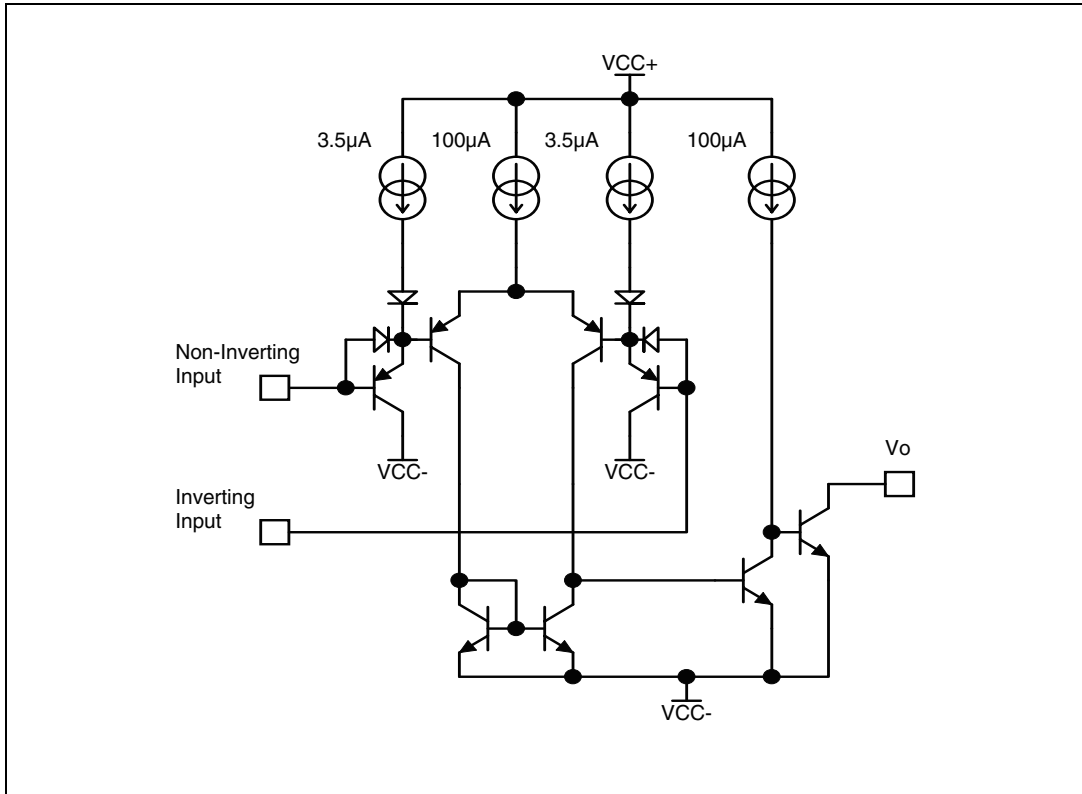 VCC+
3.5µA
100µA
3.5µA
100µA
Non-Inverting
Input
VCC-
VCC-
Vo
Inverting
Input
VCC-